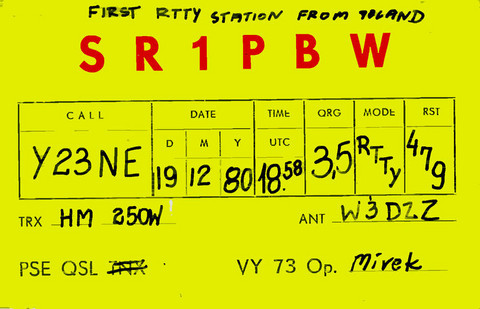 FIRST RTTY STATION FROM POLAND
SR1PBW
CALL DATE TIME QRG MODE RST
D M Y UTC
Y23NE 19 12 80 18.58 3,5 RTTy 479
TRX HM 250W ANT W3DZZ
PSE QSL TNX VY 73 Op. Mirek